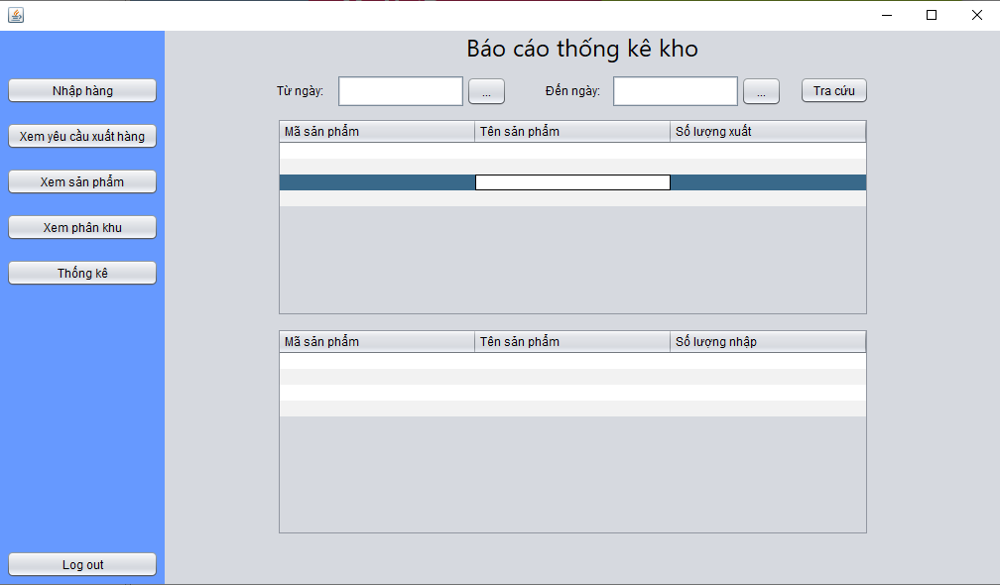 Báo cáo thống kê kho
Từ ngày: ... Đến ngày: ... Tra cứu
Nhập hàng
Xem yêu cầu xuất hàng
Xem sản phẩm
Xem phân khu
Thống kê
Log out
Mã sản phẩm Tên sản phẩm Số lượng xuất
Mã sản phẩm Tên sản phẩm Số lượng nhập